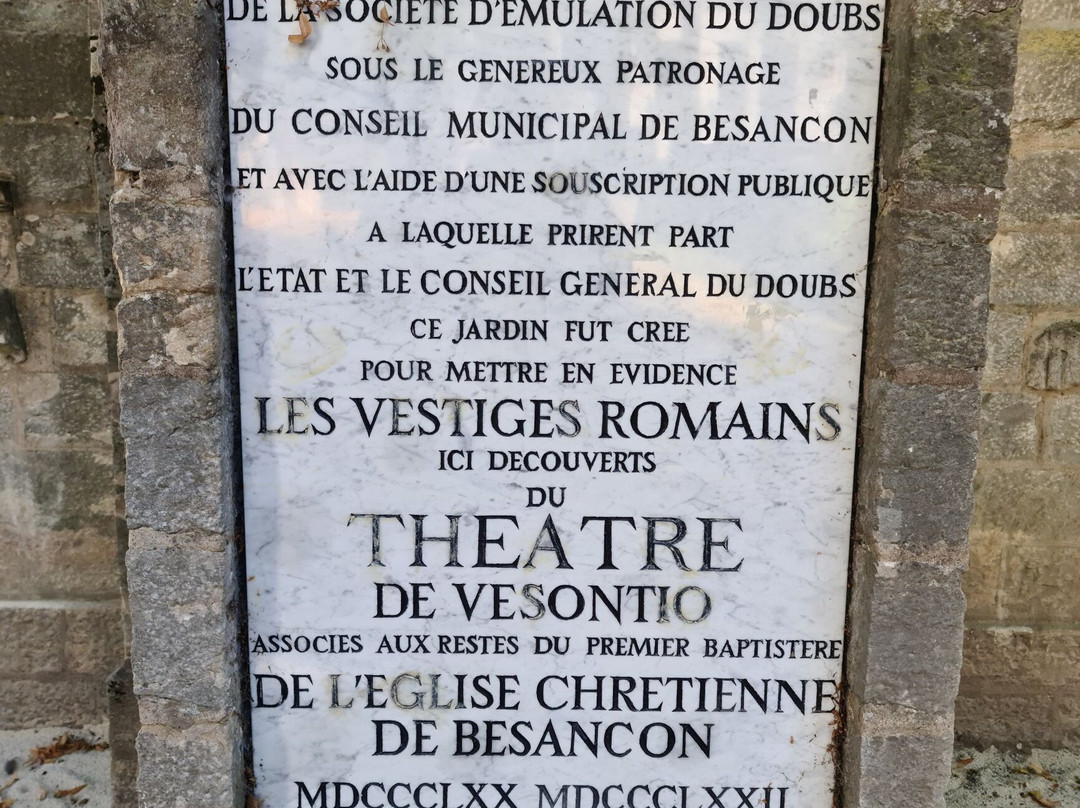 DE LA SOCIETE D'EMULATION DU DOUBS
SOUS LE GENEREUX PATRONAGE
DU CONSEIL MUNICIPAL DE BESANCON
ET AVEC L'AIDE D'UNE SOUSCRIPTION PUBLIQUE
A LAQUELLE PRIRENT PART
L'ETAT ET LE CONSEIL GENERAL DU DOUBS
CE JARDIN FUT CREE
POUR METTRE EN EVIDENCE
LES VESTIGES ROMAINS
ICI DECOUVERTS
DU
THEATRE
DE VESONTIO
ASSOCIES AUX RESTES DU PREMIER BAPTISTERE
DE L'EGLISE CHRETIENNE
DE BESANCON
MDCCCLXX MDCCCLXXII